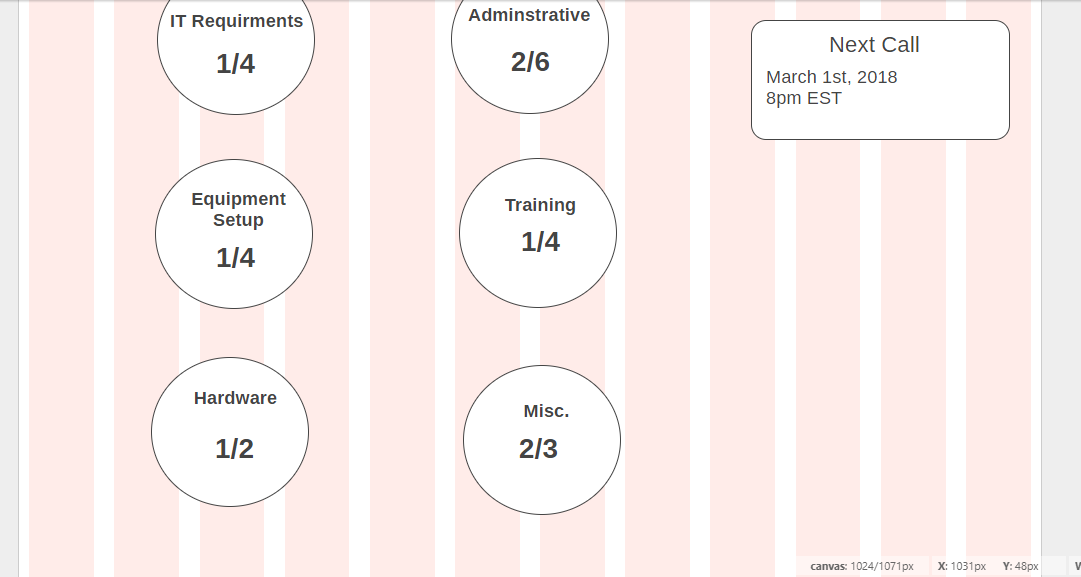 IT Requirments
1/4
Adminstrative
2/6
Next Call
March 1st, 2018
8pm EST
Equipment
Setup
1/4
Training
1/4
Hardware
1/2
Misc.
2/3
canvas: 1024/1071px X: 1031px Y: 48px